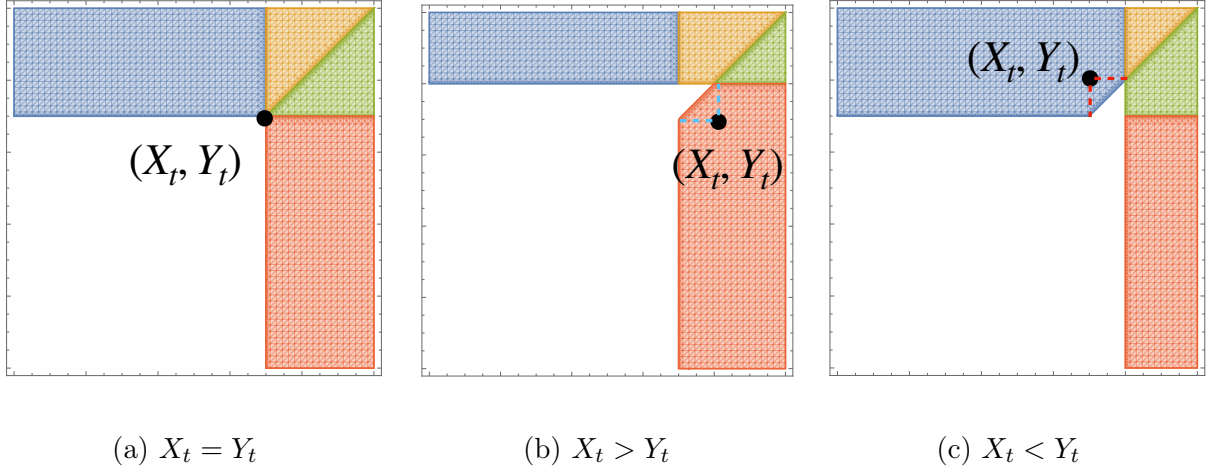 (X_t, Y_t)
(X_t, Y_t)
(X_t, Y_t)
(a) X_t = Y_t
(b) X_t > Y_t
(c) X_t < Y_t